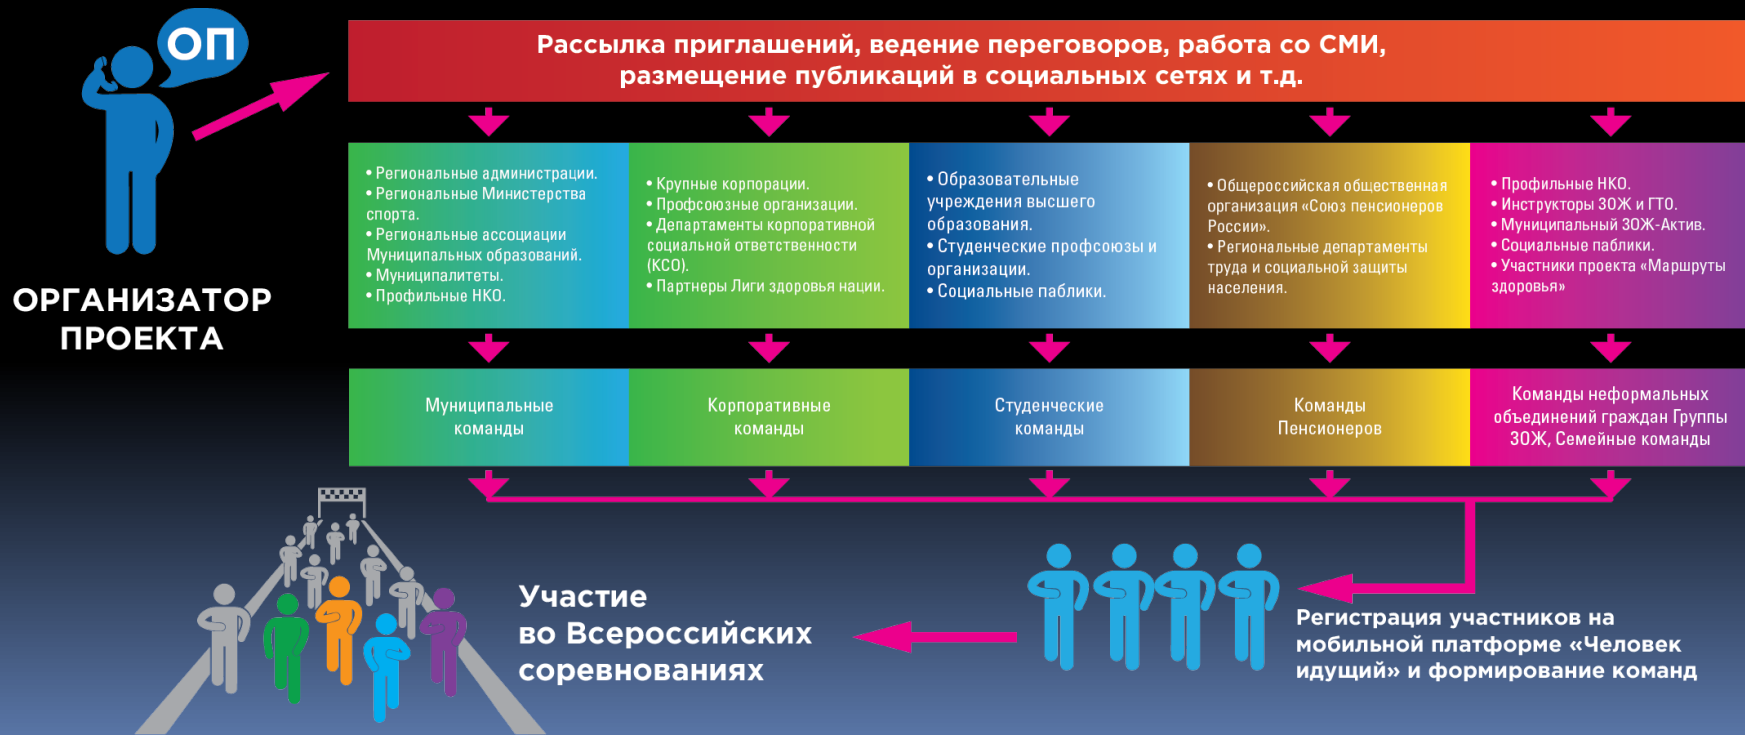 ОП
ОРГАНИЗАТОР
ПРОЕКТА
Рассылка приглашений, ведение переговоров, работа со СМИ,
размещение публикаций в социальных сетях и т.д.
• Региональные администрации.
• Региональные Министерства
спорта.
• Региональные ассоциации
Муниципальных образований.
• Муниципалитеты.
• Профильные НКО.
• Крупные корпорации.
• Профсоюзные организации.
• Департаменты корпоративной
социальной ответственности
(КСО).
• Партнеры Лиги здоровья нации.
• Образовательные
учреждения высшего
образования.
• Студенческие профсоюзы и
организации.
• Социальные паблики.
• Общероссийская общественная
организация «Союз пенсионеров
России».
• Региональные департаменты
труда и социальной защиты
населения.
• Профильные НКО.
• Инструкторы ЗОЖ и ГТО.
• Муниципальный ЗОЖ-Актив.
• Социальные паблики.
• Участники проекта «Маршруты
здоровья»
Муниципальные
команды
Корпоративные
команды
Студенческие
команды
Команды
Пенсионеров
Команды неформальных
объединений граждан Группы
ЗОЖ, Семейные команды
Регистрация участников на
мобильной платформе «Человек
идущий» и формирование команд
Участие
во Всероссийских
соревнованиях